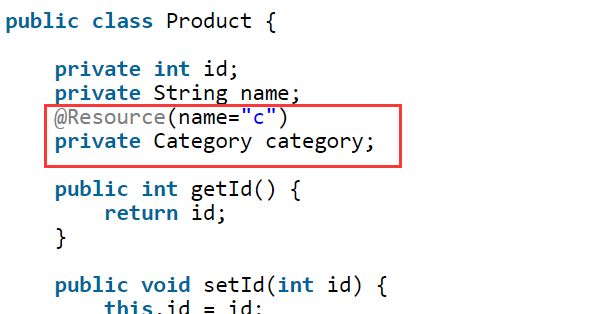 public class Product {
private int id;
private String name;
@Resource(name="c")
private Category category;
public int getId() {
return id;
}
public void setId(int id) {
this.id = id;